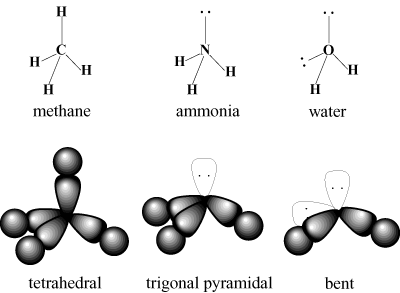 H
C
H
H
H
methane
N
H
H
H
ammonia
O
H
H
water
tetrahedral
trigonal pyramidal
bent